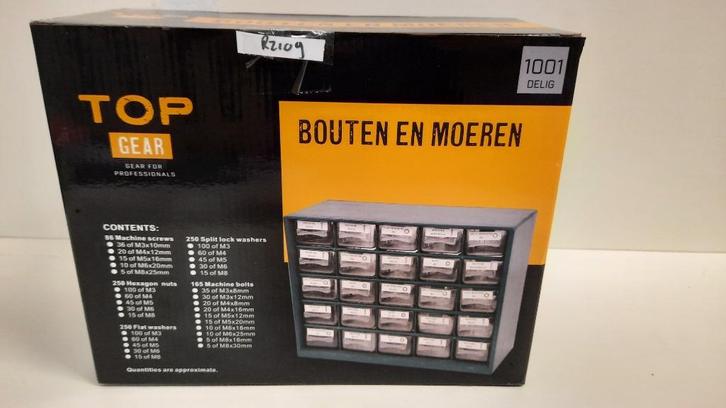 BOUTEN EN MOEREN
R2109
1001
DELIG
TOP
GEAR
GEAR FOR
PROFESSIONALS
BOUTEN EN MOEREN
CONTENTS:
86 Machine screws
36 of M3x10mm
20 of M4x12mm
15 of M5x16mm
10 of M6x20mm
5 of M8x25mm
250 Hexagon nuts
100 of M3
60 of M4
45 of M5
30 of M6
15 of M8
250 Flat washers
100 of M3
60 of M4
45 of M5
30 of M6
15 of M8
250 Split lock washers
100 of M3
60 of M4
45 of M5
30 of M6
15 of M8
165 Machine bolts
35 of M3x8mm
30 of M3x12mm
20 of M4x8mm
20 of M4x16mm
15 of M5x12mm
15 of M5x20mm
10 of M6x16mm
10 of M6x25mm
5 of M8x16mm
5 of M8x30mm
Quantities are approximate.